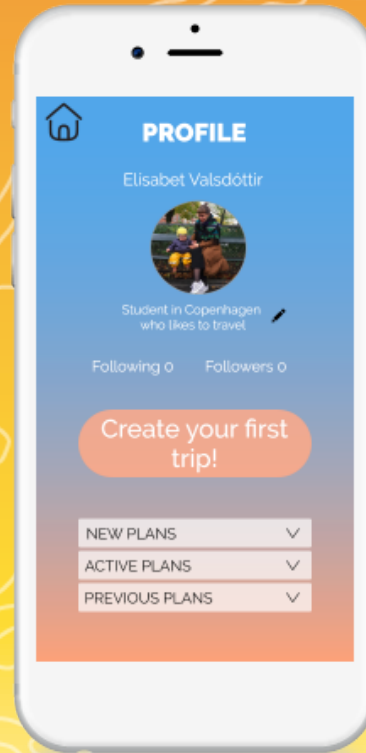 PROFILE
Elisabet Valsdóttir
Student in Copenhagen
who likes to travel
Following 0 Followers 0
Create your first
trip!
NEW PLANS
ACTIVE PLANS
PREVIOUS PLANS